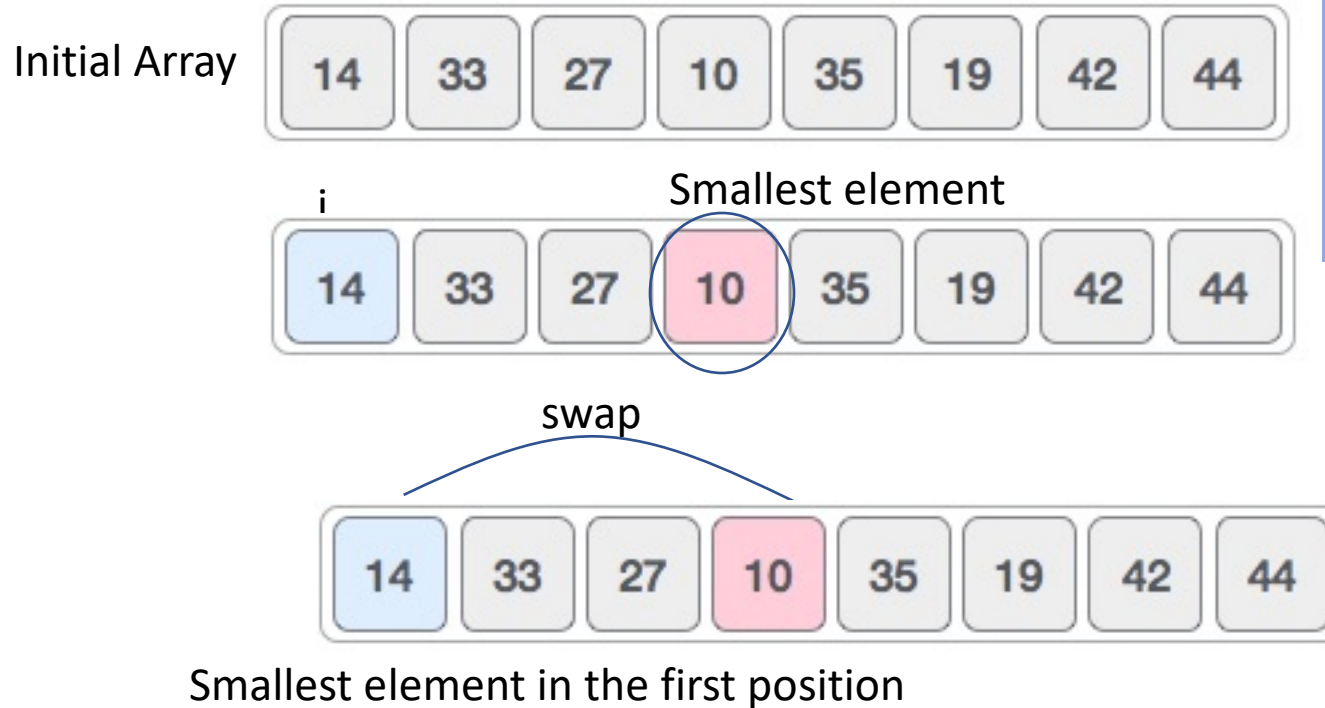 Initial Array 14 33 27 10 35 19 42 44
i Smallest element
14 33 27 10 35 19 42 44
swap
14 33 27 10 35 19 42 44
Smallest element in the first position